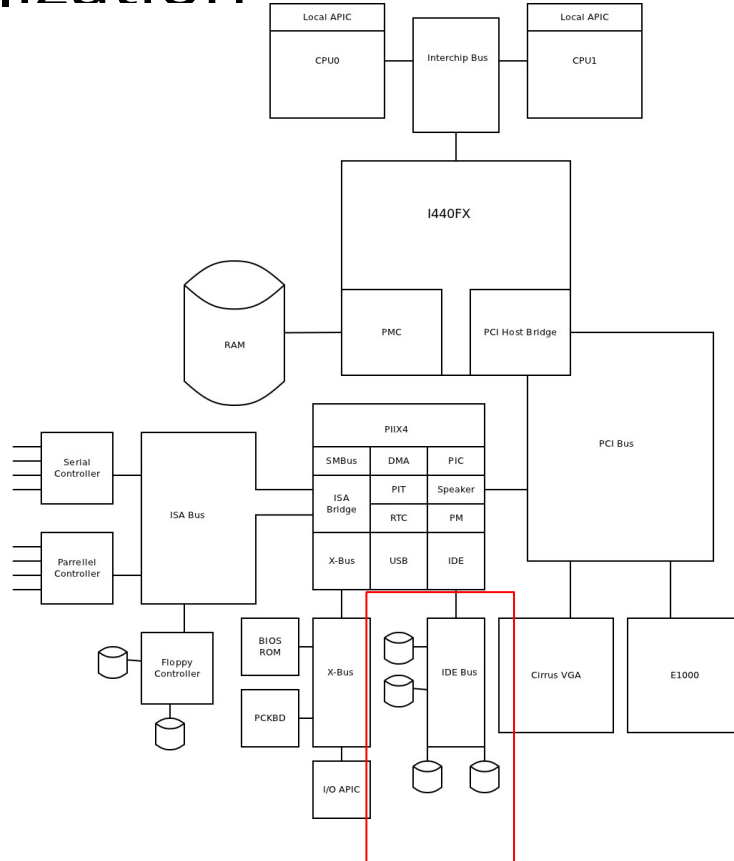 Local APIC
CPU0
Interchip Bus
Local APIC
CPU1
I440FX
RAM
PMC
PCI Host Bridge
PIIX4
PCI Bus
SMBus
DMA
PIC
Serial
Controller
ISA Bus
ISA
Bridge
PIT
Speaker
RTC
PM
Parrellel
Controller
X-Bus
USB
IDE
BIOS
ROM
Floppy
Controller
X-Bus
IDE Bus
Cirrus VGA
E1000
PCKBD
I/O APIC